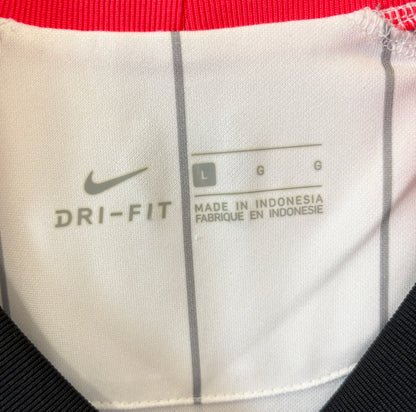 DRI-FIT
L G G
MADE IN INDONESIA
FABRIQUE EN INDONESIE